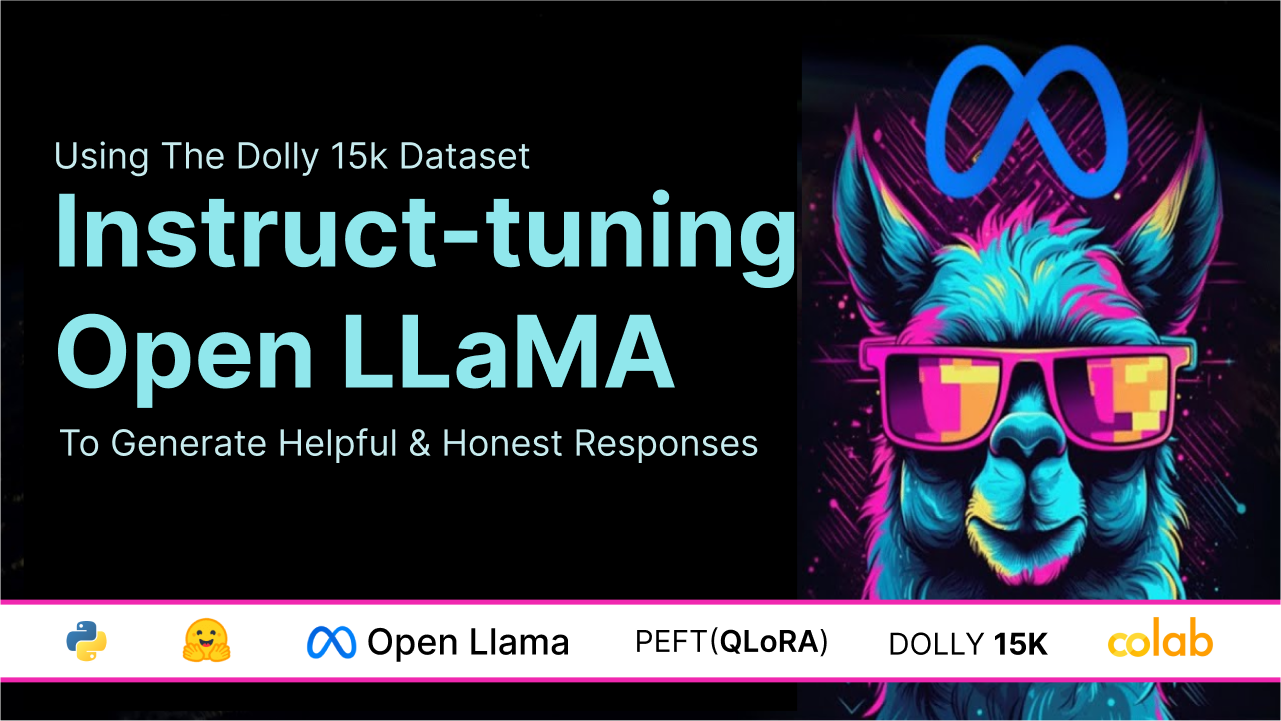 Using The Dolly 15k Dataset
Instruct-tuning
Open LLaMA
To Generate Helpful & Honest Responses
Open Llama
PEFT(QLoRA)
DOLLY 15K
colab